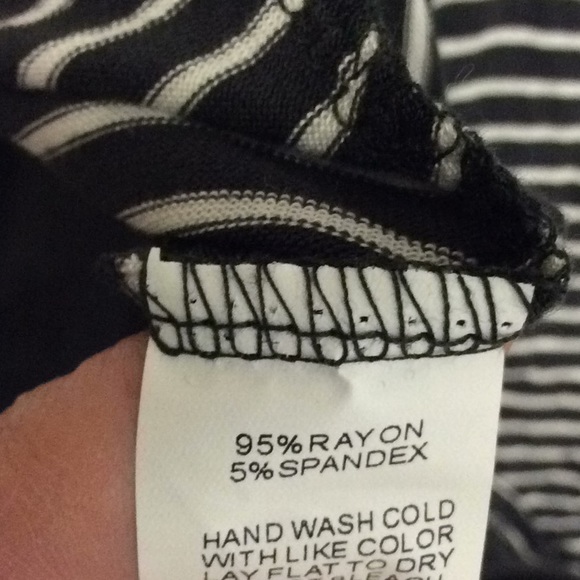 95% RAYON
5% SPANDEX
HAND WASH COLD
WITH LIKE COLOR
LAY FLAT TO DRY